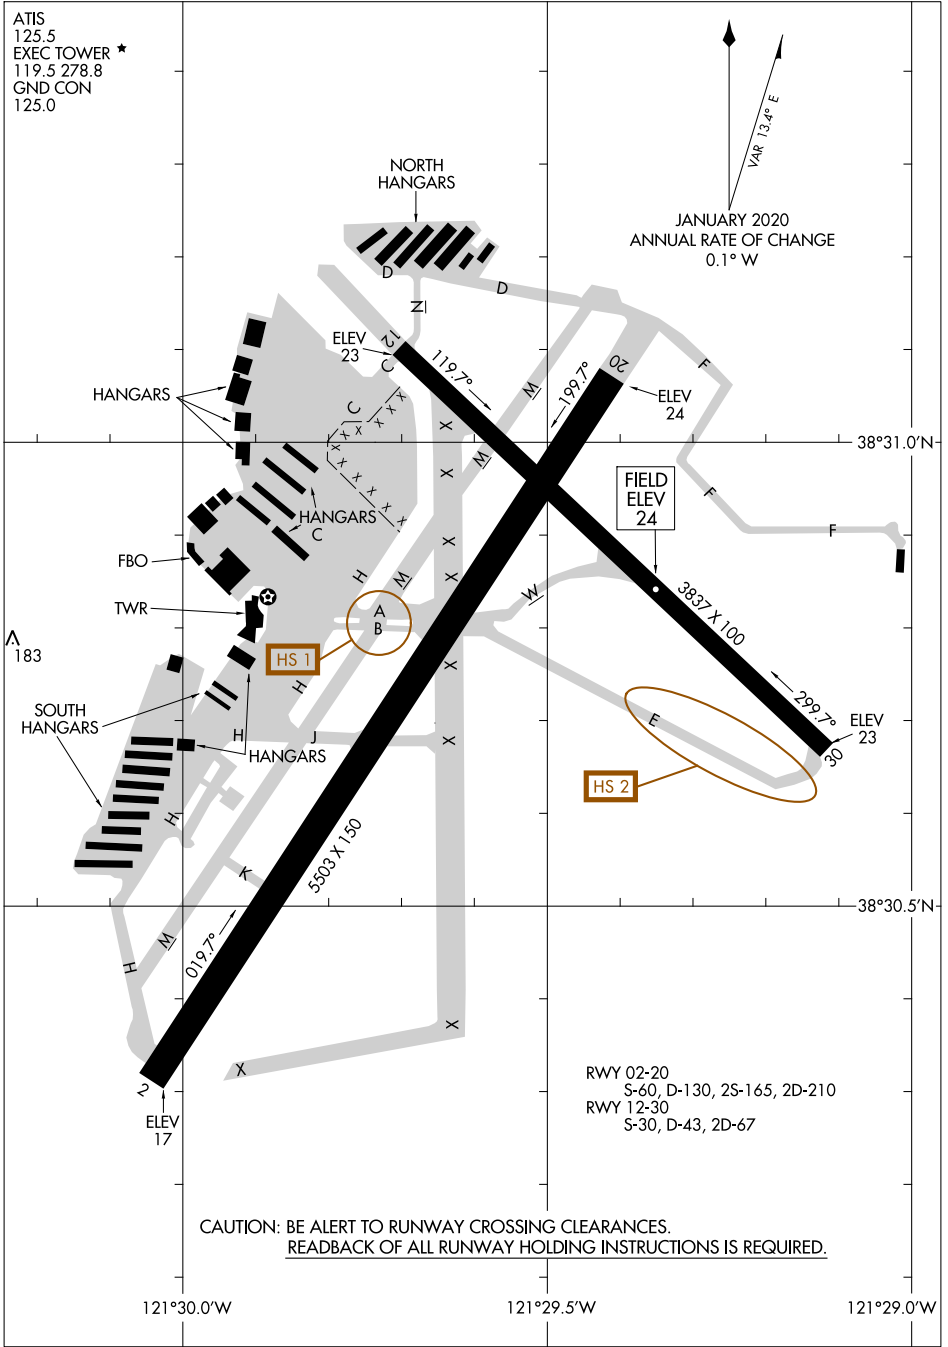 ATIS
125.5
EXEC TOWER ★
119.5 278.8
GND CON
125.0
VAR 13.4° E
JANUARY 2020
ANNUAL RATE OF CHANGE
0.1° W
NORTH
HANGARS
D
D
N
ELEV
23
12
C
119.7°
199.7°
20
ELEV
24
F
M
HANGARS
C
X
X X X X
X
X X X X
38°31.0'N
X
M
FIELD
ELEV
24
F
F
HANGARS
C
X
FBO
H
M
X
W
3837 X 100
TWR
A
B
183
HS 1
X
H
E
299.7°
SOUTH
HANGARS
H
J
X
ELEV
23
30
HANGARS
HS 2
H
5503 X 150
K
38°30.5'N
M
019.7°
H
X
X
2
ELEV
17
RWY 02-20
S-60, D-130, 2S-165, 2D-210
RWY 12-30
S-30, D-43, 2D-67
CAUTION: BE ALERT TO RUNWAY CROSSING CLEARANCES.
READBACK OF ALL RUNWAY HOLDING INSTRUCTIONS IS REQUIRED.
121°30.0'W
121°29.5'W
121°29.0'W